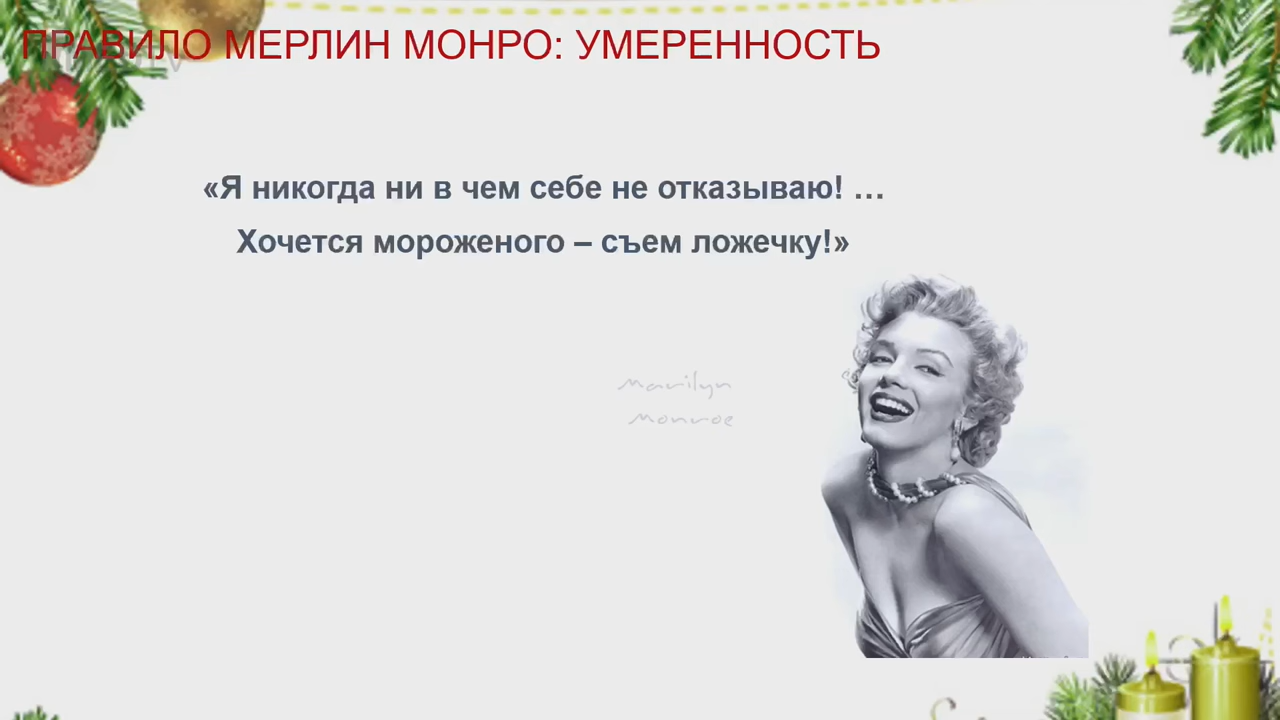 ПРАВИЛО МЕРЛИН МОНРО: УМЕРЕННОСТЬ
«Я никогда ни в чем себе не отказываю! …
Хочется мороженого – съем ложечку!»
Marilyn
Monroe